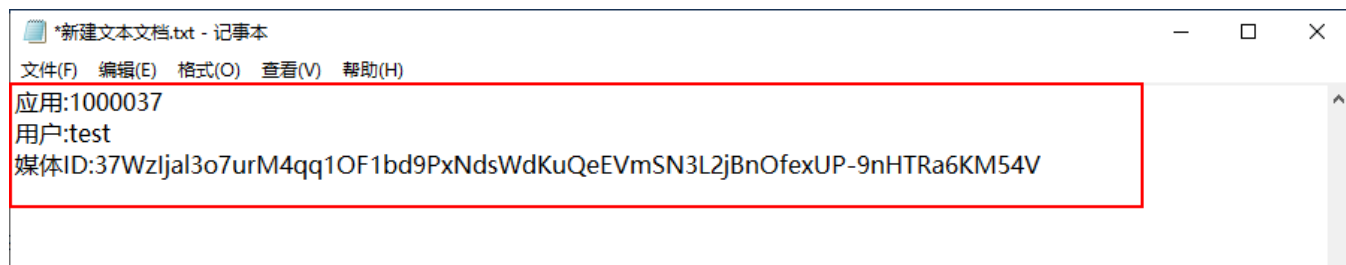 *新建文本文档.txt - 记事本
文件(F) 编辑(E) 格式(O) 查看(V) 帮助(H)
应用:1000037
用户:test
媒体ID:37WzIjal3o7urM4qq1OF1bd9PxNdsWdKuQeEVmSN3L2jBnOfexUP-9nHTRa6KM54V